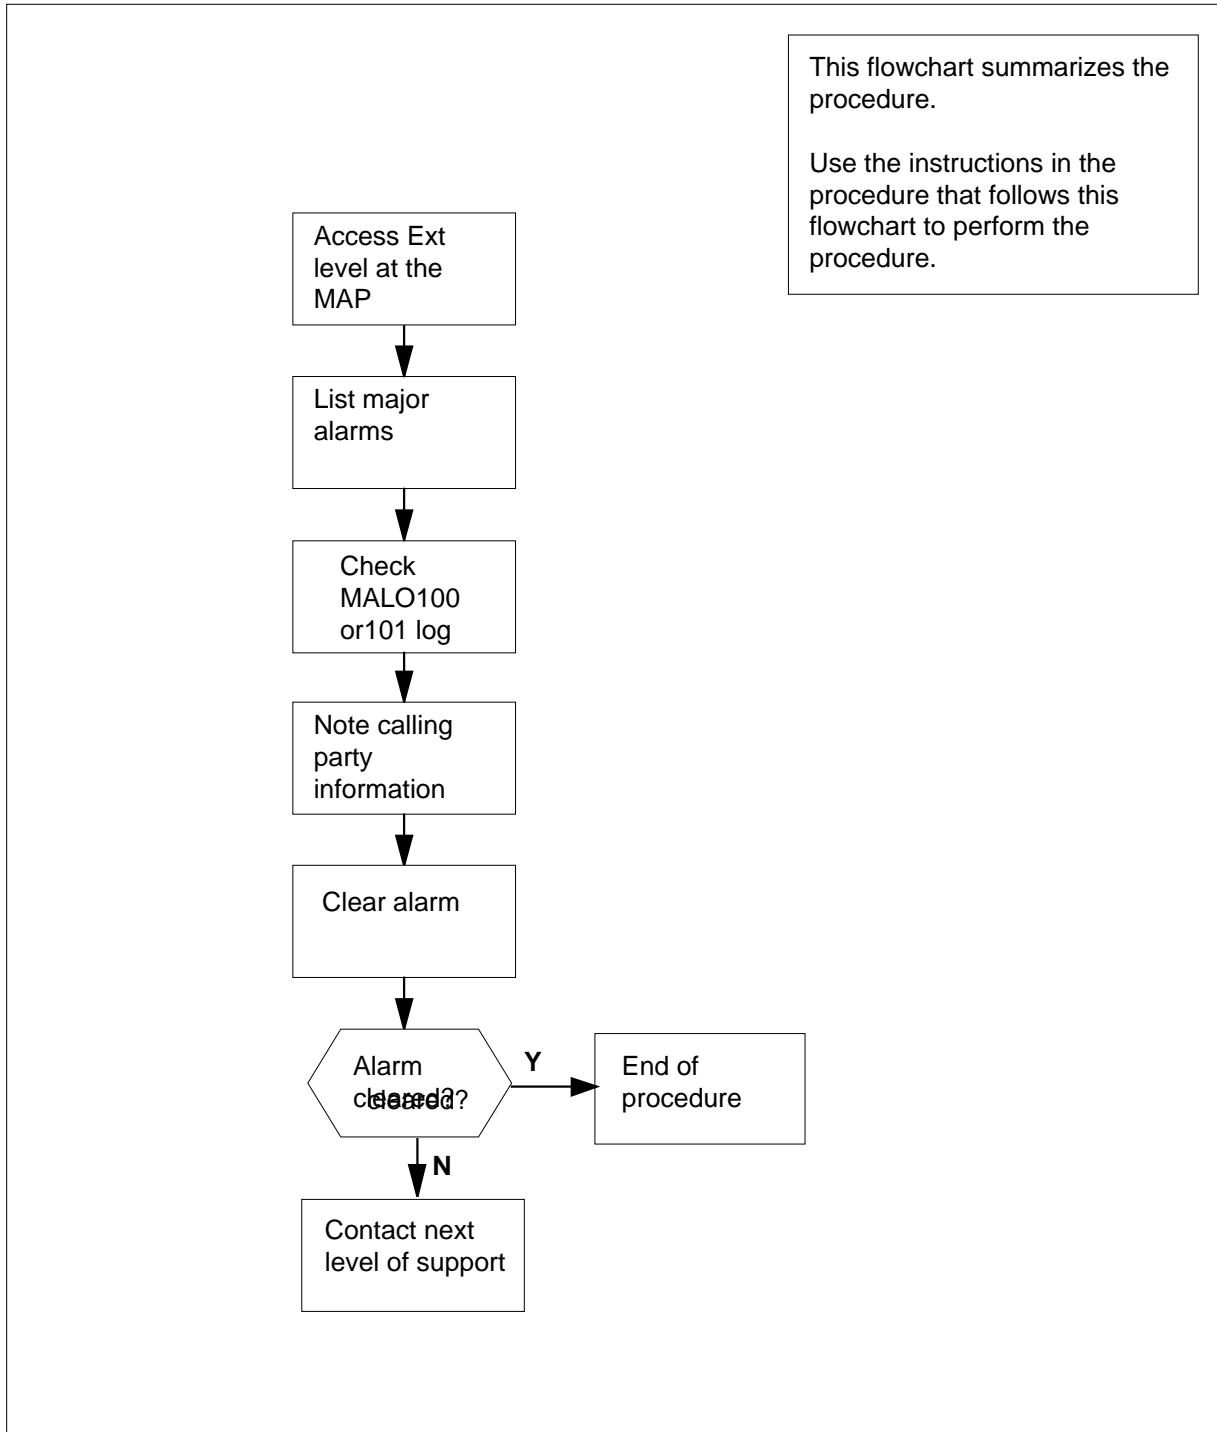 This flowchart summarizes the
procedure.
Use the instructions in the
procedure that follows this
flowchart to perform the
procedure.
Access Ext
level at the
MAP
List major
alarms
Check
MALO100
or101 log
Note calling
party
information
Clear alarm
Alarm
cleared?
cleared?
Y
End of
procedure
N
Contact next
level of support